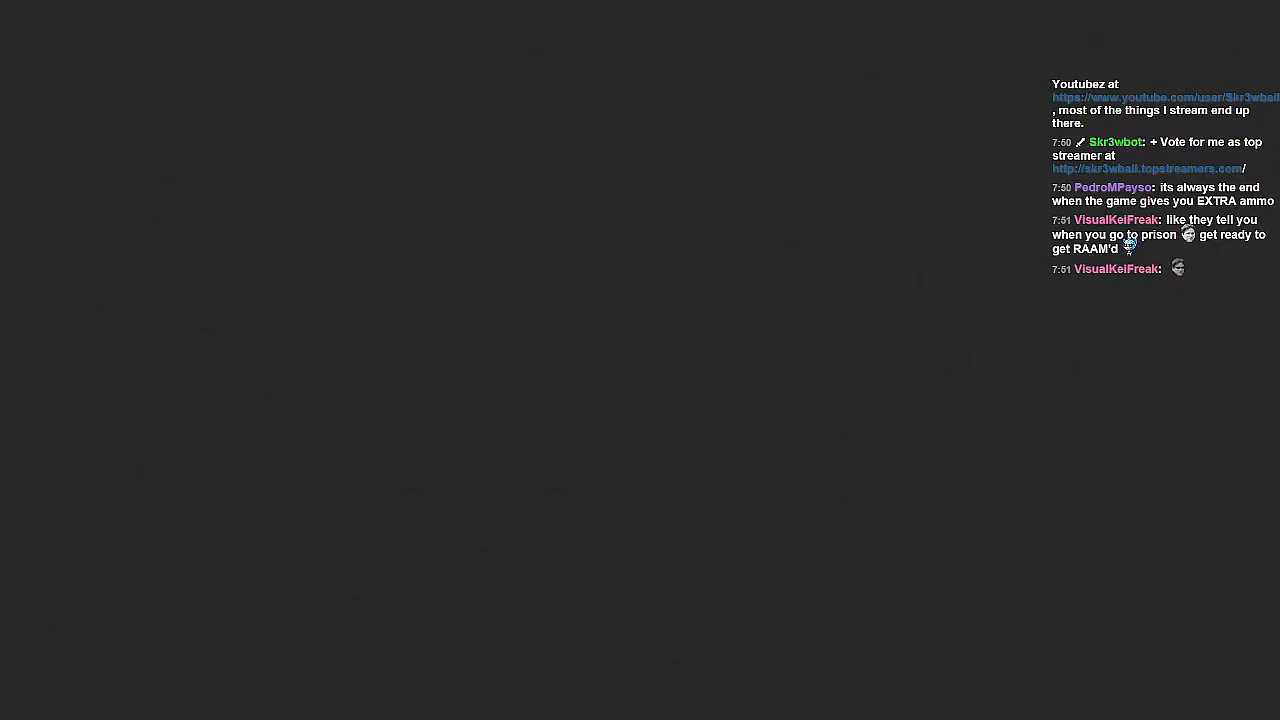 Youtubez at
https://www.youtube.com/user/Skr3wball
, most of the things I stream end up
there.
7:50 Skr3wbot: + Vote for me as top
streamer at
http://skr3wball.topstreamers.com/
7:50 PedroMPayso: its always the end
when the game gives you EXTRA ammo
7:51 VisualKeiFreak: like they tell you
when you go to prison get ready to
get RAAM'd
7:51 VisualKeiFreak: